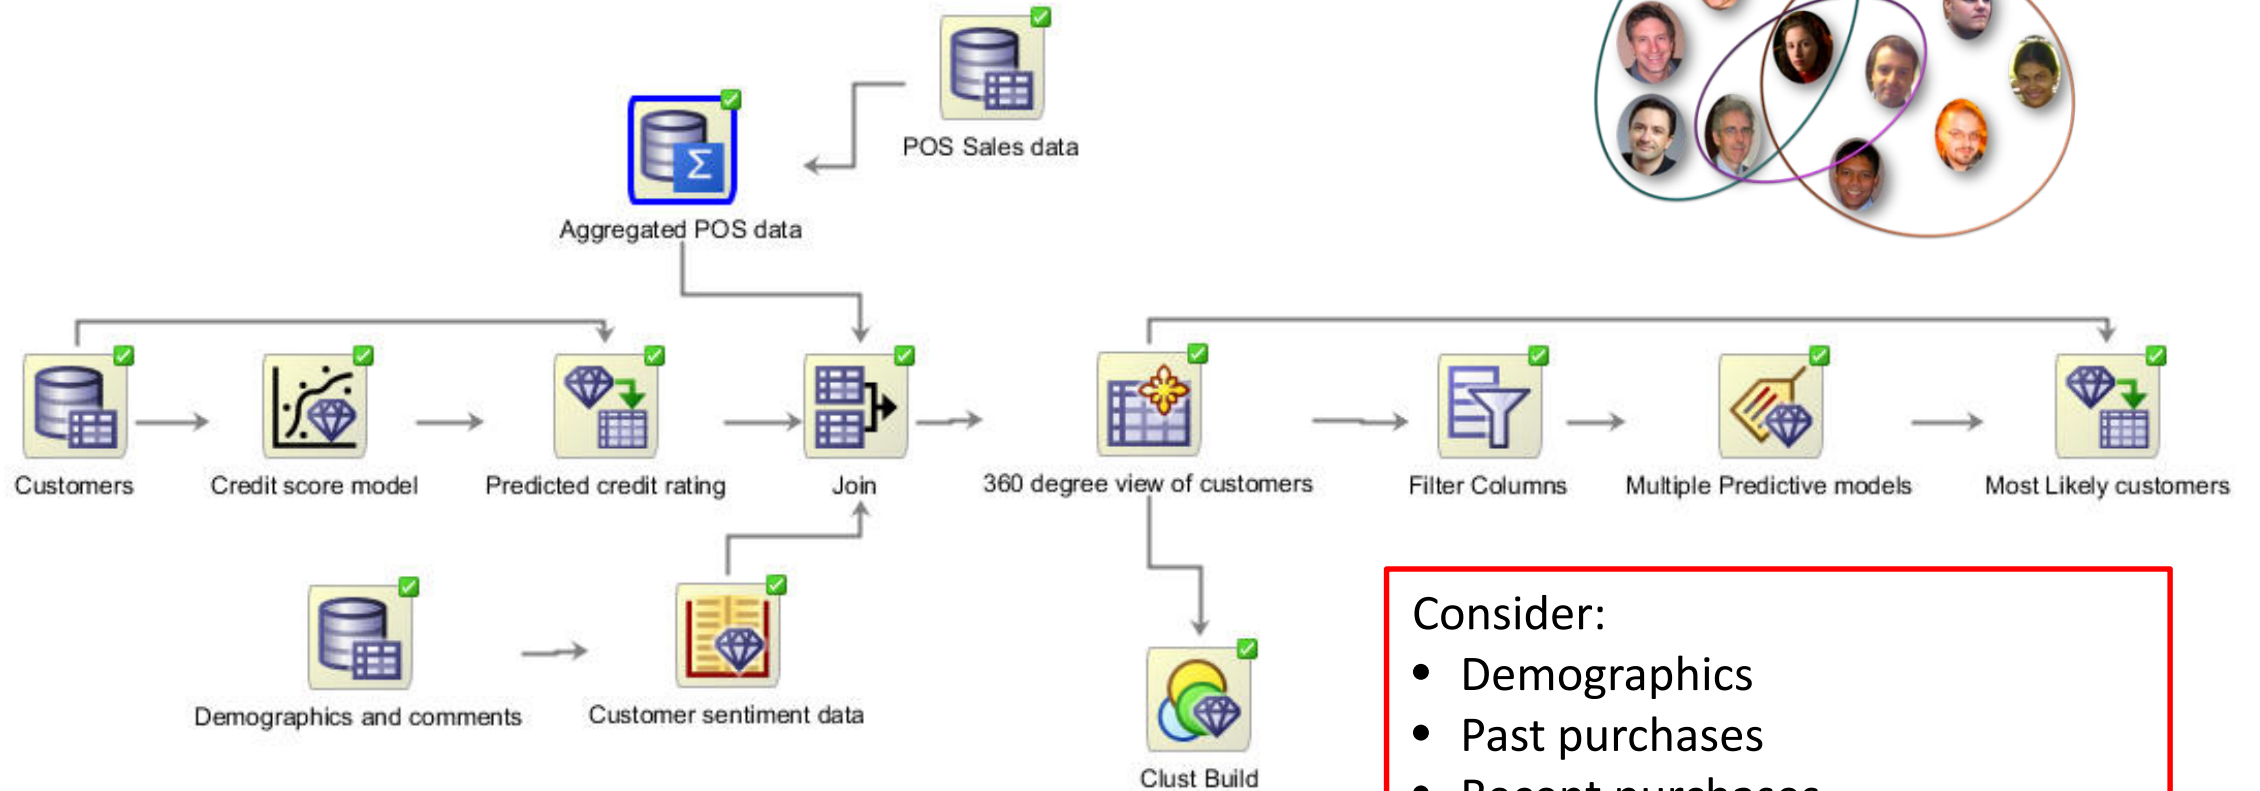 POS Sales data
Aggregated POS data
Customers
Credit score model
Predicted credit rating
Join
360 degree view of customers
Filter Columns
Multiple Predictive models
Most Likely customers
Demographics and comments
Customer sentiment data
Clust Build
Σ
Consider:
• Demographics
• Past purchases
• Recent purchases